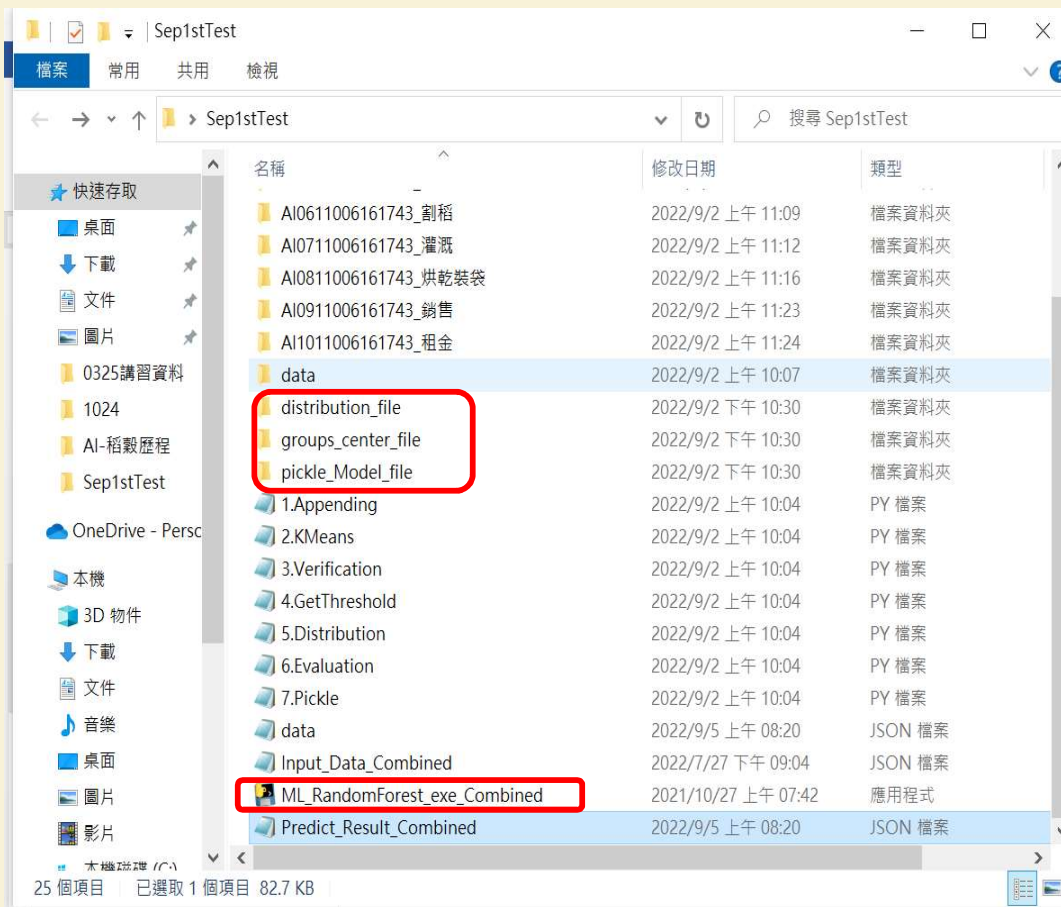 Sep1stTest
檔案 常用 共用 檢視
Sep1stTest 搜尋 Sep1stTest
名稱 修改日期 類型
快速存取
桌面
下載
文件
圖片
0325講習資料
1024
AI-稻穀歷程
Sep1stTest
OneDrive - Persc
本機
3D 物件
下載
文件
音樂
桌面
圖片
影片
本機磁碟 (C:)
AI0611006161743_割稻 2022/9/2 上午 11:09 檔案資料夾
AI0711006161743_灌溉 2022/9/2 上午 11:12 檔案資料夾
AI0811006161743_烘乾裝袋 2022/9/2 上午 11:16 檔案資料夾
AI0911006161743_銷售 2022/9/2 上午 11:23 檔案資料夾
AI1011006161743_租金 2022/9/2 上午 11:24 檔案資料夾
data 2022/9/2 上午 10:07 檔案資料夾
distribution_file 2022/9/2 下午 10:30 檔案資料夾
groups_center_file 2022/9/2 下午 10:30 檔案資料夾
pickle_Model_file 2022/9/2 下午 10:30 檔案資料夾
1.Appending 2022/9/2 上午 10:04 PY 檔案
2.KMeans 2022/9/2 上午 10:04 PY 檔案
3.Verification 2022/9/2 上午 10:04 PY 檔案
4.GetThreshold 2022/9/2 上午 10:04 PY 檔案
5.Distribution 2022/9/2 上午 10:04 PY 檔案
6.Evaluation 2022/9/2 上午 10:04 PY 檔案
7.Pickle 2022/9/2 上午 10:04 PY 檔案
data 2022/9/5 上午 08:20 JSON 檔案
Input_Data_Combined 2022/7/27 下午 09:04 JSON 檔案
ML_RandomForest_exe_Combined 2021/10/27 上午 07:42 應用程式
Predict_Result_Combined 2022/9/5 上午 08:20 JSON 檔案
25 個項目 已選取 1 個項目 82.7 KB